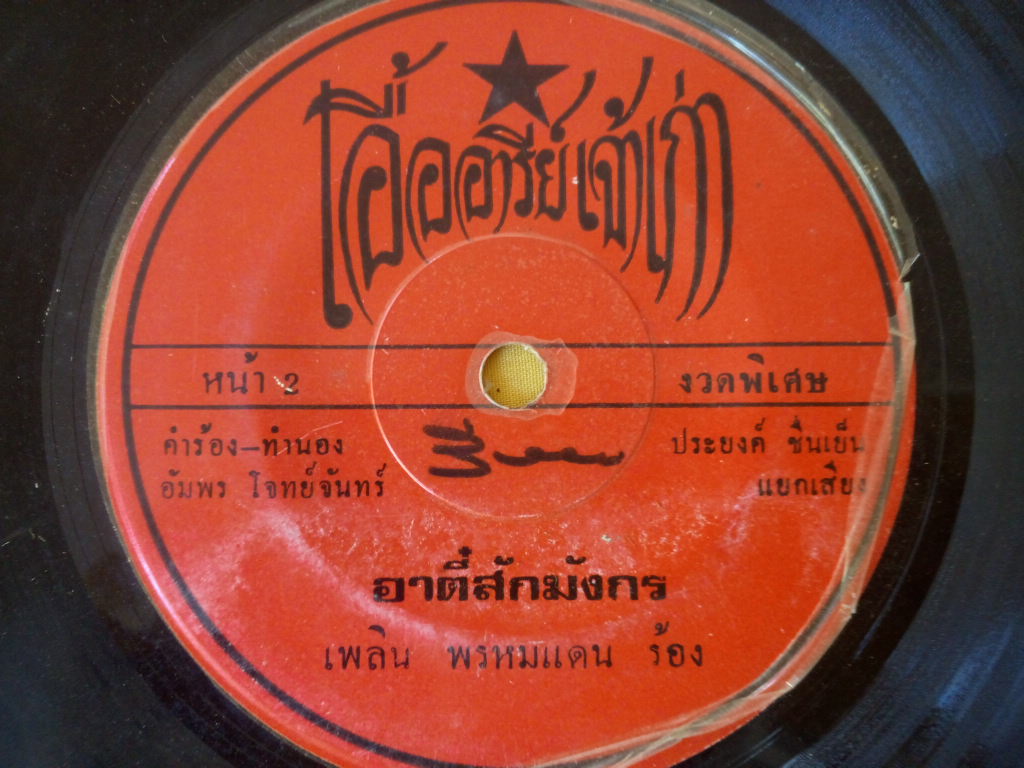 โอื้ออารีย์เจ้าเก่า
หน้า 2
งวดพิเศษ
คำร้อง-ทำนอง
อัมพร โจทย์จันทร์
ประยงค์ ชื่นเย็น
แยกเสียง
อาตี๋สักมังกร
เพลิน พรหมแดน ร้อง